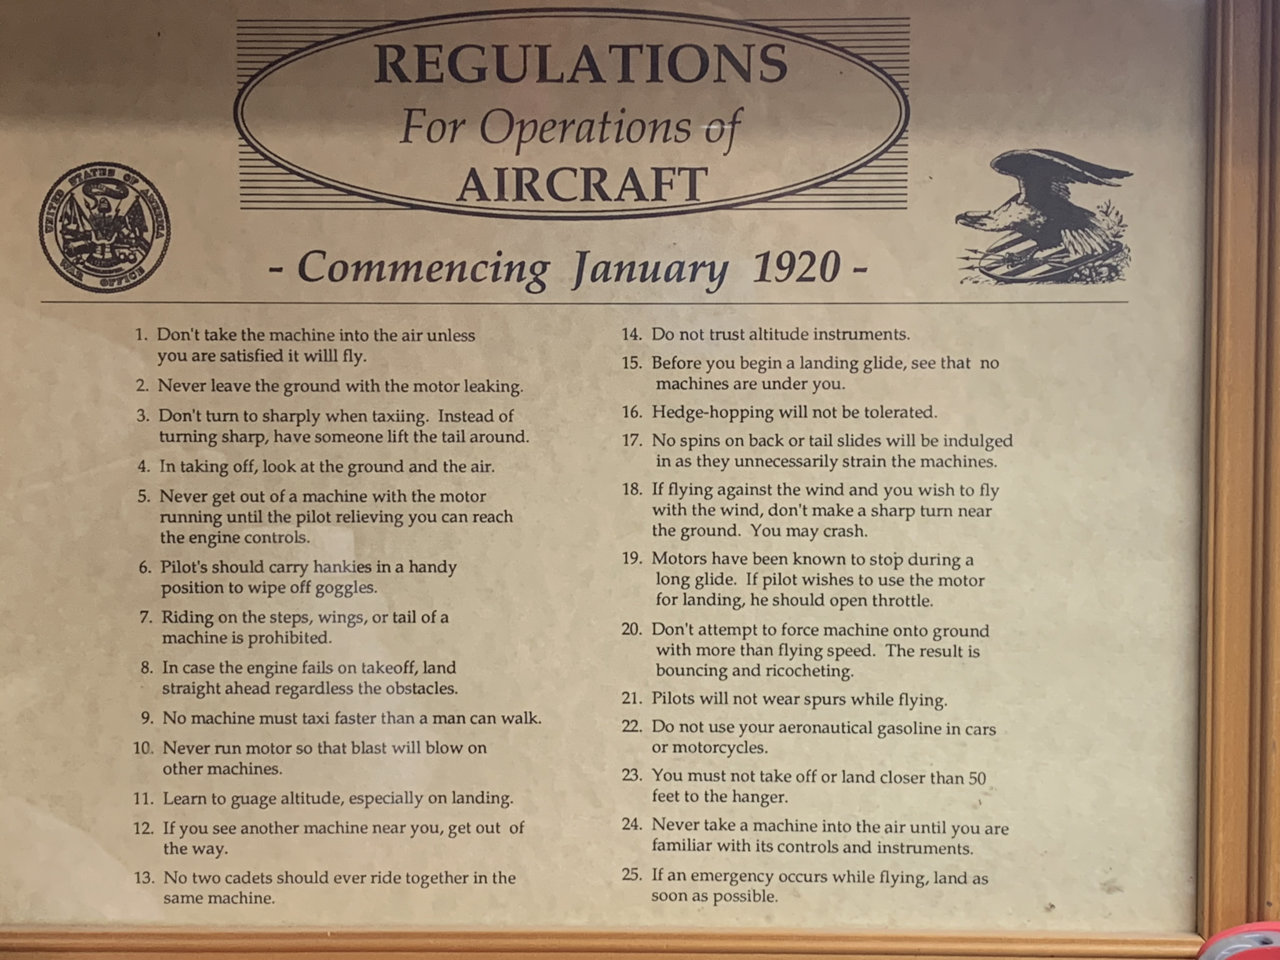 REGULATIONS
For Operations of
AIRCRAFT
UNITED STATES OF AMERICA
WAR OFFICE
- Commencing January 1920 -
1. Don't take the machine into the air unless
you are satisfied it willl fly.
2. Never leave the ground with the motor leaking.
3. Don't turn to sharply when taxiing. Instead of
turning sharp, have someone lift the tail around.
4. In taking off, look at the ground and the air.
5. Never get out of a machine with the motor
running until the pilot relieving you can reach
the engine controls.
6. Pilot's should carry hankies in a handy
position to wipe off goggles.
7. Riding on the steps, wings, or tail of a
machine is prohibited.
8. In case the engine fails on takeoff, land
straight ahead regardless the obstacles.
9. No machine must taxi faster than a man can walk.
10. Never run motor so that blast will blow on
other machines.
11. Learn to guage altitude, especially on landing.
12. If you see another machine near you, get out of
the way.
13. No two cadets should ever ride together in the
same machine.
14. Do not trust altitude instruments.
15. Before you begin a landing glide, see that no
machines are under you.
16. Hedge-hopping will not be tolerated.
17. No spins on back or tail slides will be indulged
in as they unnecessarily strain the machines.
18. If flying against the wind and you wish to fly
with the wind, don't make a sharp turn near
the ground. You may crash.
19. Motors have been known to stop during a
long glide. If pilot wishes to use the motor
for landing, he should open throttle.
20. Don't attempt to force machine onto ground
with more than flying speed. The result is
bouncing and ricocheting.
21. Pilots will not wear spurs while flying.
22. Do not use your aeronautical gasoline in cars
or motorcycles.
23. You must not take off or land closer than 50
feet to the hanger.
24. Never take a machine into the air until you are
familiar with its controls and instruments.
25. If an emergency occurs while flying, land as
soon as possible.